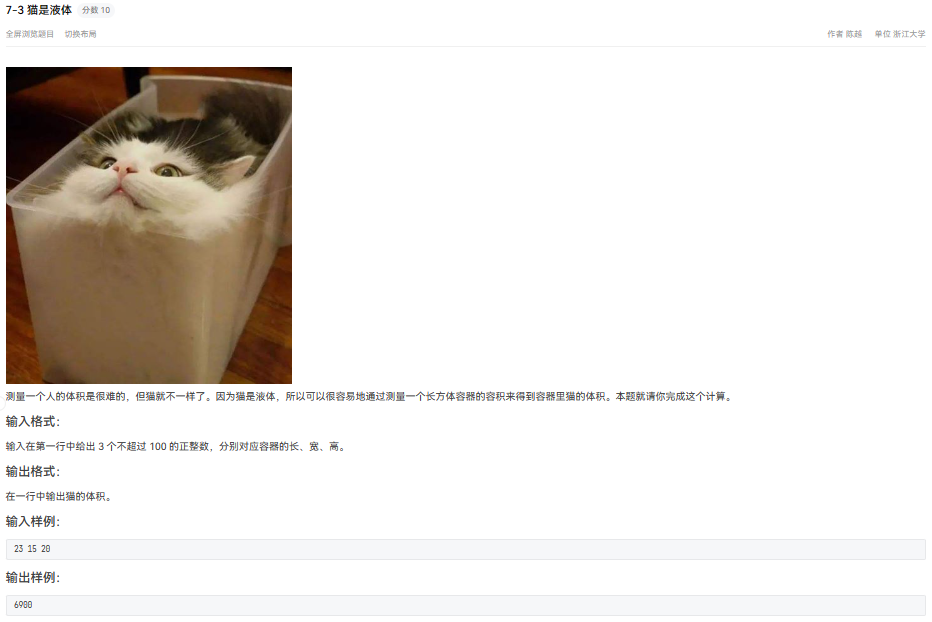 7-3 猫是液体 分数 10
全屏浏览题目 切换布局 作者 陈越 单位 浙江大学
测量一个人的体积是很难的，但猫就不一样了。因为猫是液体，所以可以很容易地通过测量一个长方体容器的容积来得到容器里猫的体积。本题就请你完成这个计算。
输入格式：
输入在第一行中给出 3 个不超过 100 的正整数，分别对应容器的长、宽、高。
输出格式：
在一行中输出猫的体积。
输入样例：
23 15 20
输出样例：
6900